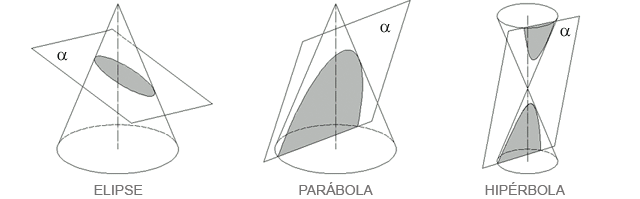 α
α
α
ELIPSE
PARÁBOLA
HIPÉRBOLA